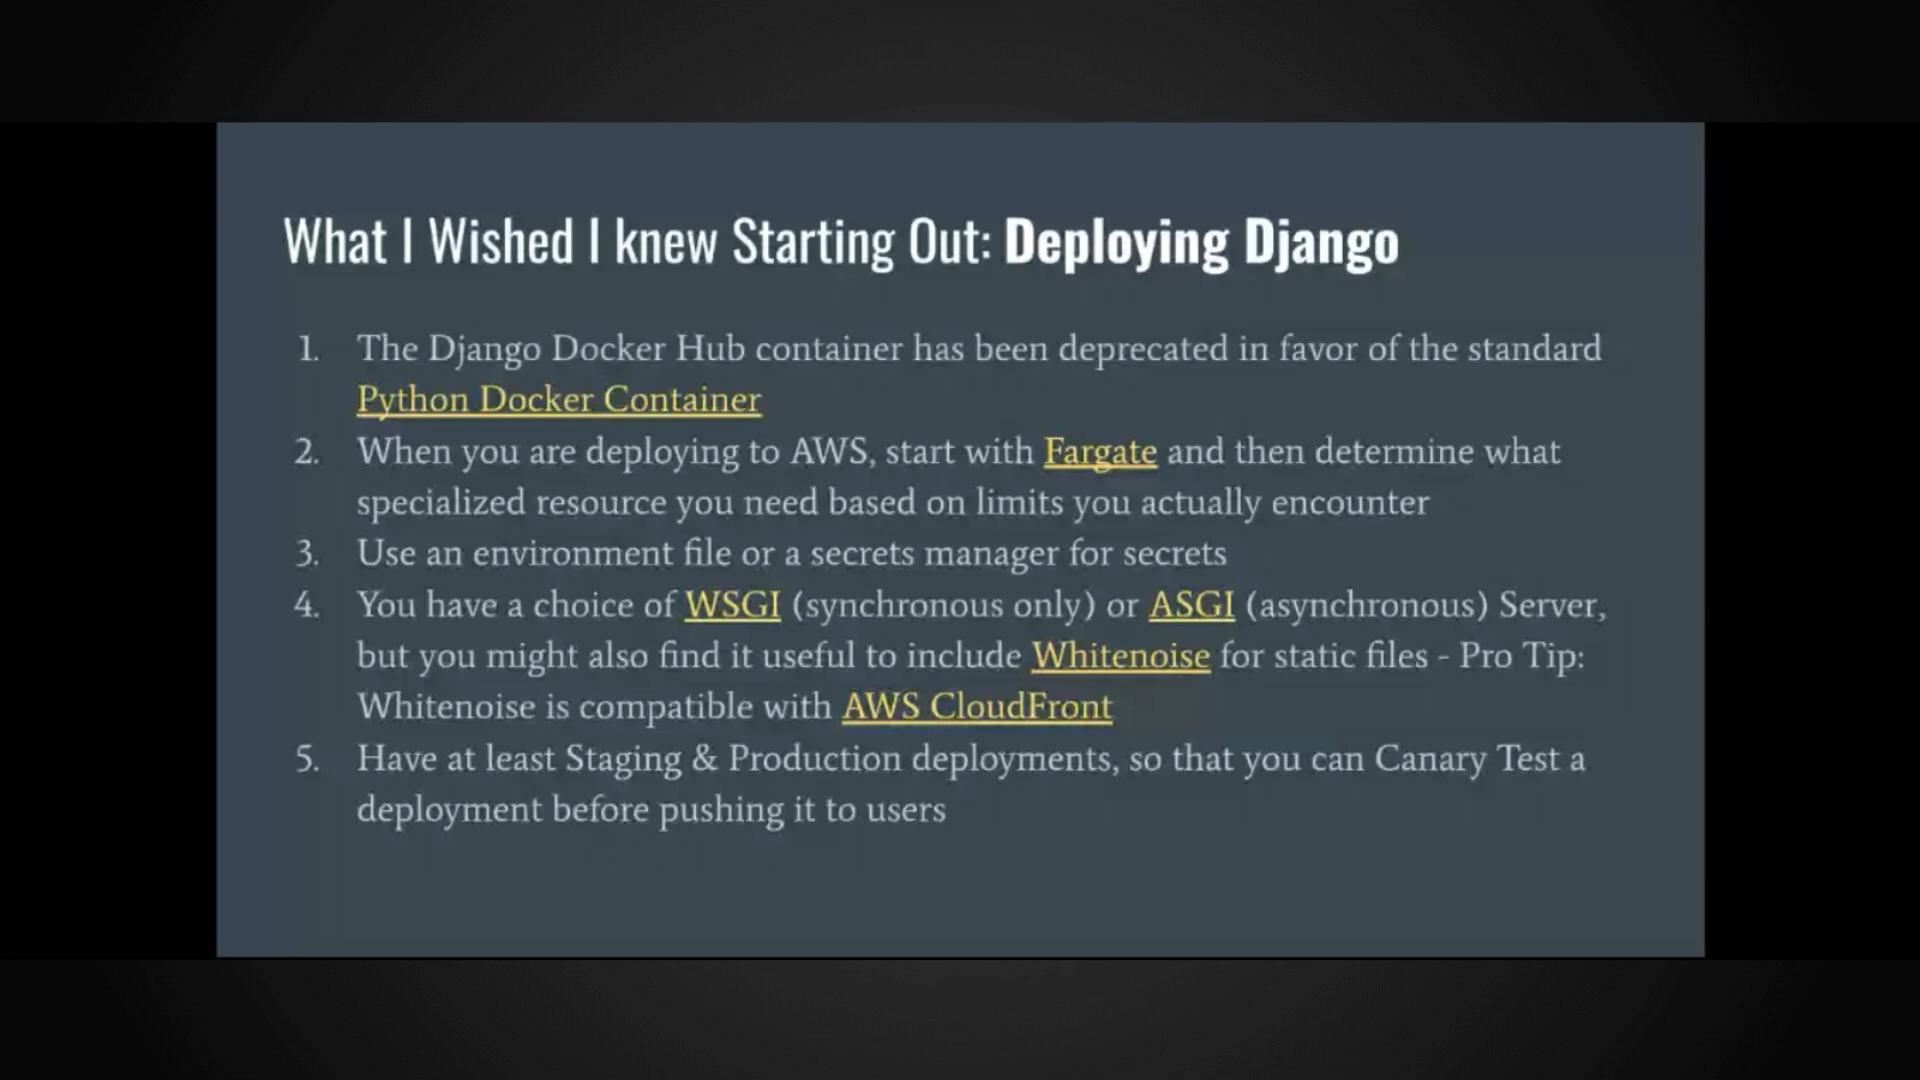 What I Wished I knew Starting Out: Deploying Django
1. The Django Docker Hub container has been deprecated in favor of the standard
Python Docker Container
2. When you are deploying to AWS, start with Fargate and then determine what
specialized resource you need based on limits you actually encounter
3. Use an environment file or a secrets manager for secrets
4. You have a choice of WSGI (synchronous only) or ASGI (asynchronous) Server,
but you might also find it useful to include Whitenoise for static files - Pro Tip:
Whitenoise is compatible with AWS CloudFront
5. Have at least Staging & Production deployments, so that you can Canary Test a
deployment before pushing it to users